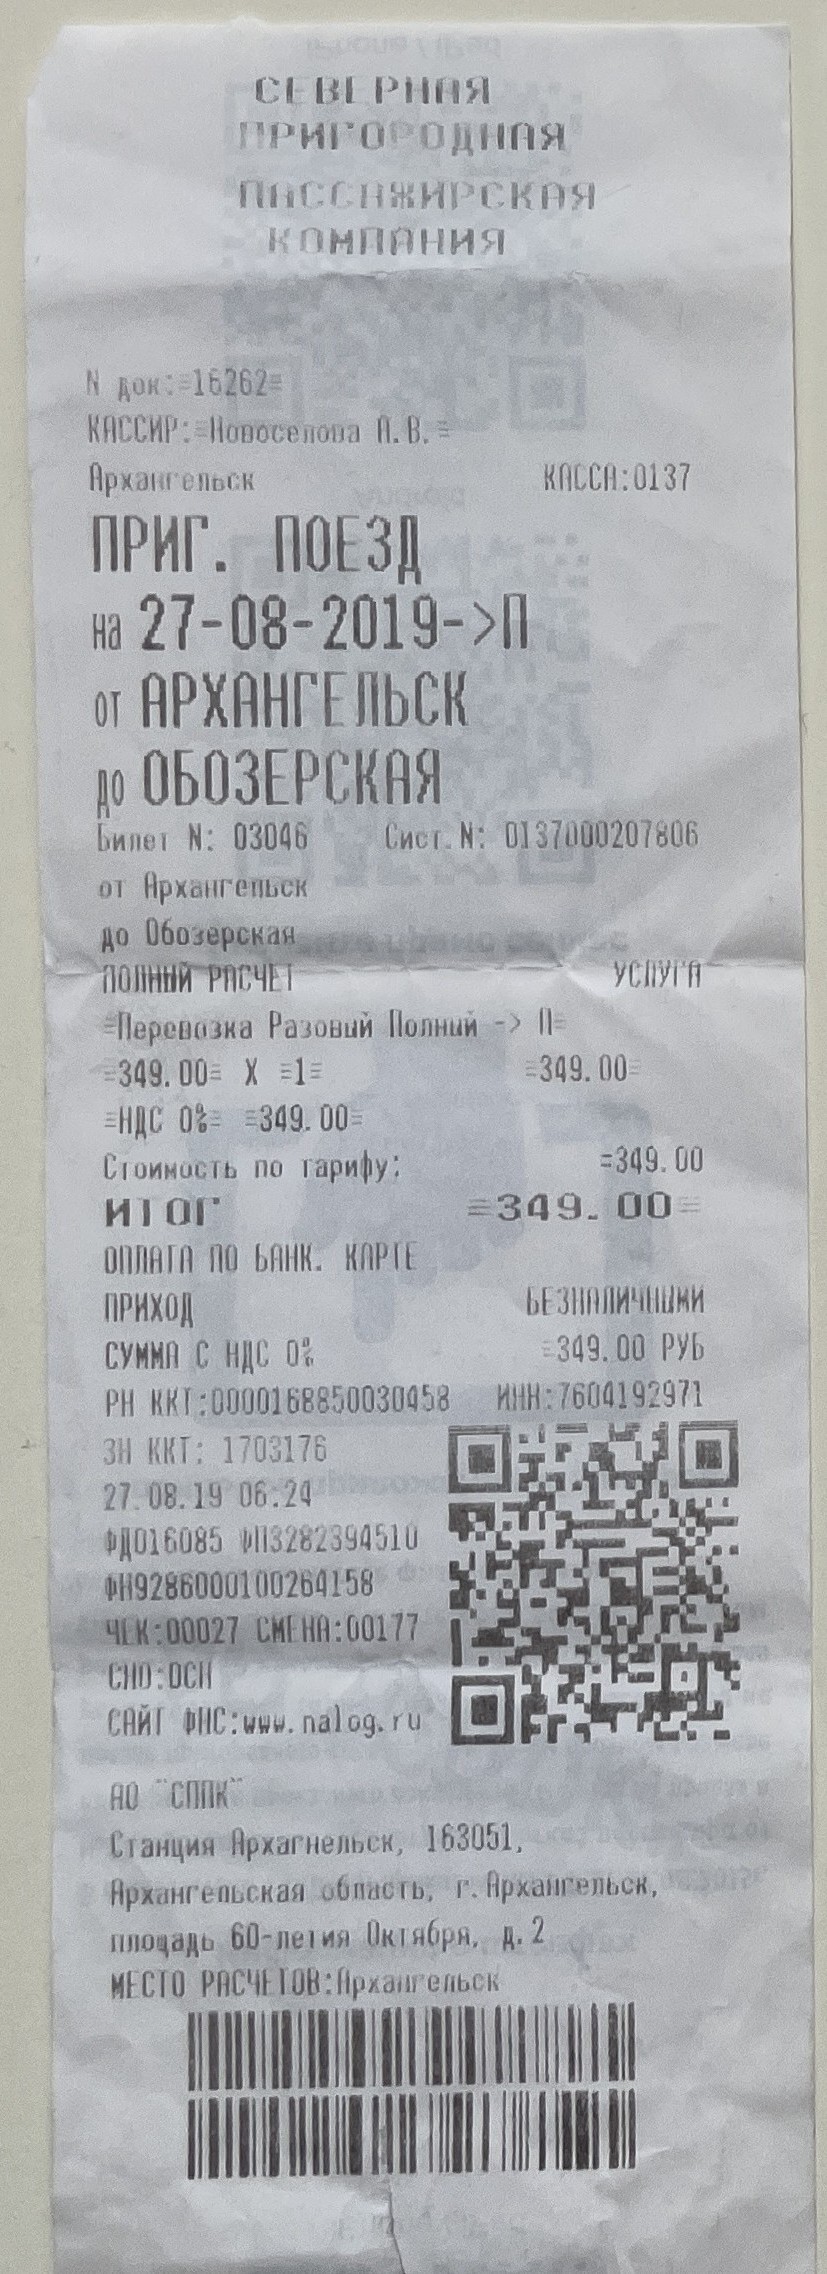 СЕВЕРНАЯ
ПРИГОРОДНАЯ
ПАССАЖИРСКАЯ
КОМПАНИЯ
N док:=16262=
КАССИР:=Новоселова А.В.=
Архангельск КАССА:0137
ПРИГ. ПОЕЗД
на 27-08-2019->П
от АРХАНГЕЛЬСК
до ОБОЗЕРСКАЯ
Билет N: 03046 Сист.N: 0137000207806
от Архангельск
до Обозерская
ПОЛНЫЙ РАСЧЕТ УСЛУГА
=Перевозка Разовый Полный -> П=
=349.00= X =1= =349.00=
=НДС 0%= =349.00=
Стоимость по тарифу: =349.00
ИТОГ =349.00=
ОПЛАТА ПО БАНК. КАРТЕ
ПРИХОД БЕЗНАЛИЧНЫМИ
СУММА С НДС 0% =349.00 РУБ
РН ККТ:0000168850030458 ИНН:7604192971
ЗН ККТ: 1703176
27.08.19 06:24
ФД016085 ФП3282394510
ФН9286000100264158
ЧЕК:00027 СМЕНА:00177
СНО:ОСН
САЙТ ФНС:www.nalog.ru
АО "СППК"
Станция Архагнельск, 163051,
Архангельская область, г.Архангельск,
площадь 60-летия Октября, д.2
МЕСТО РАСЧЕТОВ:Архангельск